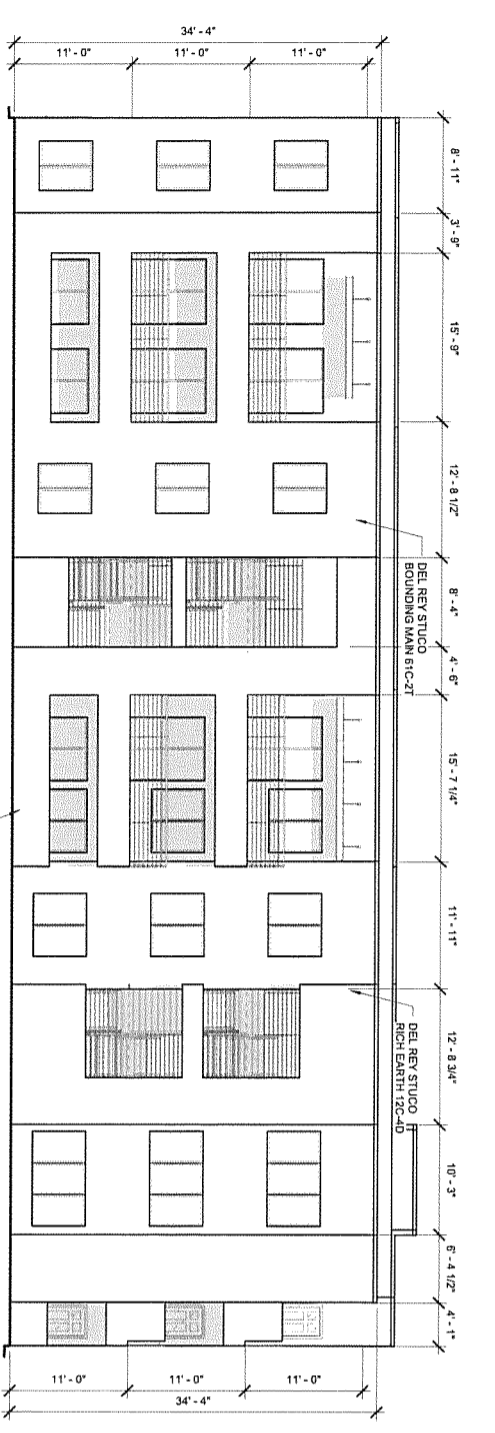 34' - 4"
11' - 0" 11' - 0" 11' - 0"
8' - 11"
3' - 9"
15' - 9"
12' - 8 1/2"
8' - 4"
4' - 6"
15' - 7 1/4"
11' - 11"
12' - 8 3/4"
10' - 3"
6' - 4 1/2"
4' - 1"
DEL REY STUCO
BOUNDING MAIN 61C-2T
DEL REY STUCO
RICH EARTH 12C-4D
11' - 0" 11' - 0" 11' - 0"
34' - 4"